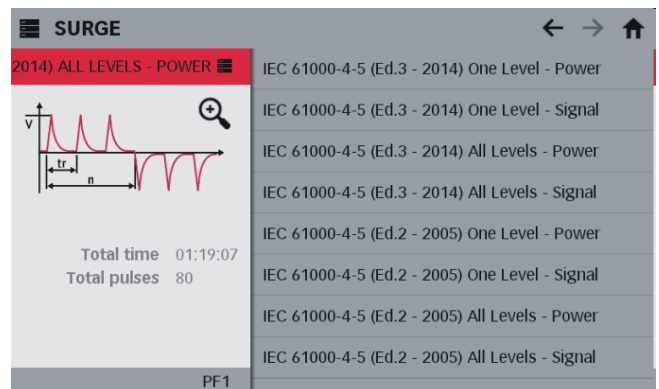 SURGE
2014) ALL LEVELS - POWER
V
tr
n
Total time 01:19:07
Total pulses 80
PF1
IEC 61000-4-5 (Ed.3 - 2014) One Level - Power
IEC 61000-4-5 (Ed.3 - 2014) One Level - Signal
IEC 61000-4-5 (Ed.3 - 2014) All Levels - Power
IEC 61000-4-5 (Ed.3 - 2014) All Levels - Signal
IEC 61000-4-5 (Ed.2 - 2005) One Level - Power
IEC 61000-4-5 (Ed.2 - 2005) One Level - Signal
IEC 61000-4-5 (Ed.2 - 2005) All Levels - Power
IEC 61000-4-5 (Ed.2 - 2005) All Levels - Signal